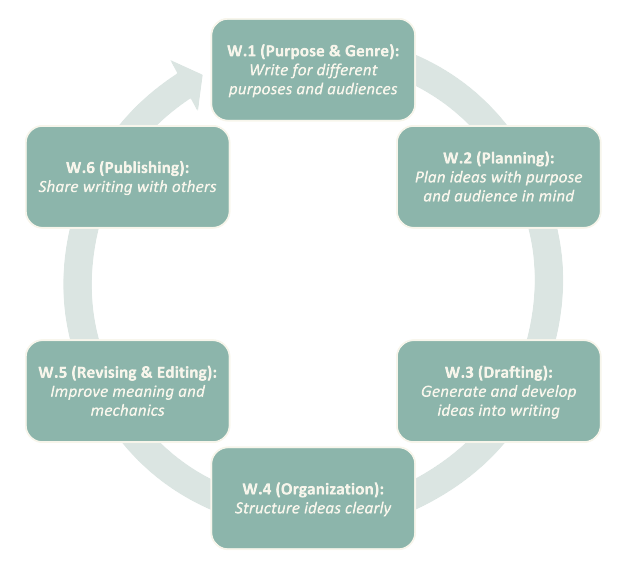 W.1 (Purpose & Genre):
Write for different
purposes and audiences
W.2 (Planning):
Plan ideas with purpose
and audience in mind
W.3 (Drafting):
Generate and develop
ideas into writing
W.4 (Organization):
Structure ideas clearly
W.5 (Revising & Editing):
Improve meaning and
mechanics
W.6 (Publishing):
Share writing with others